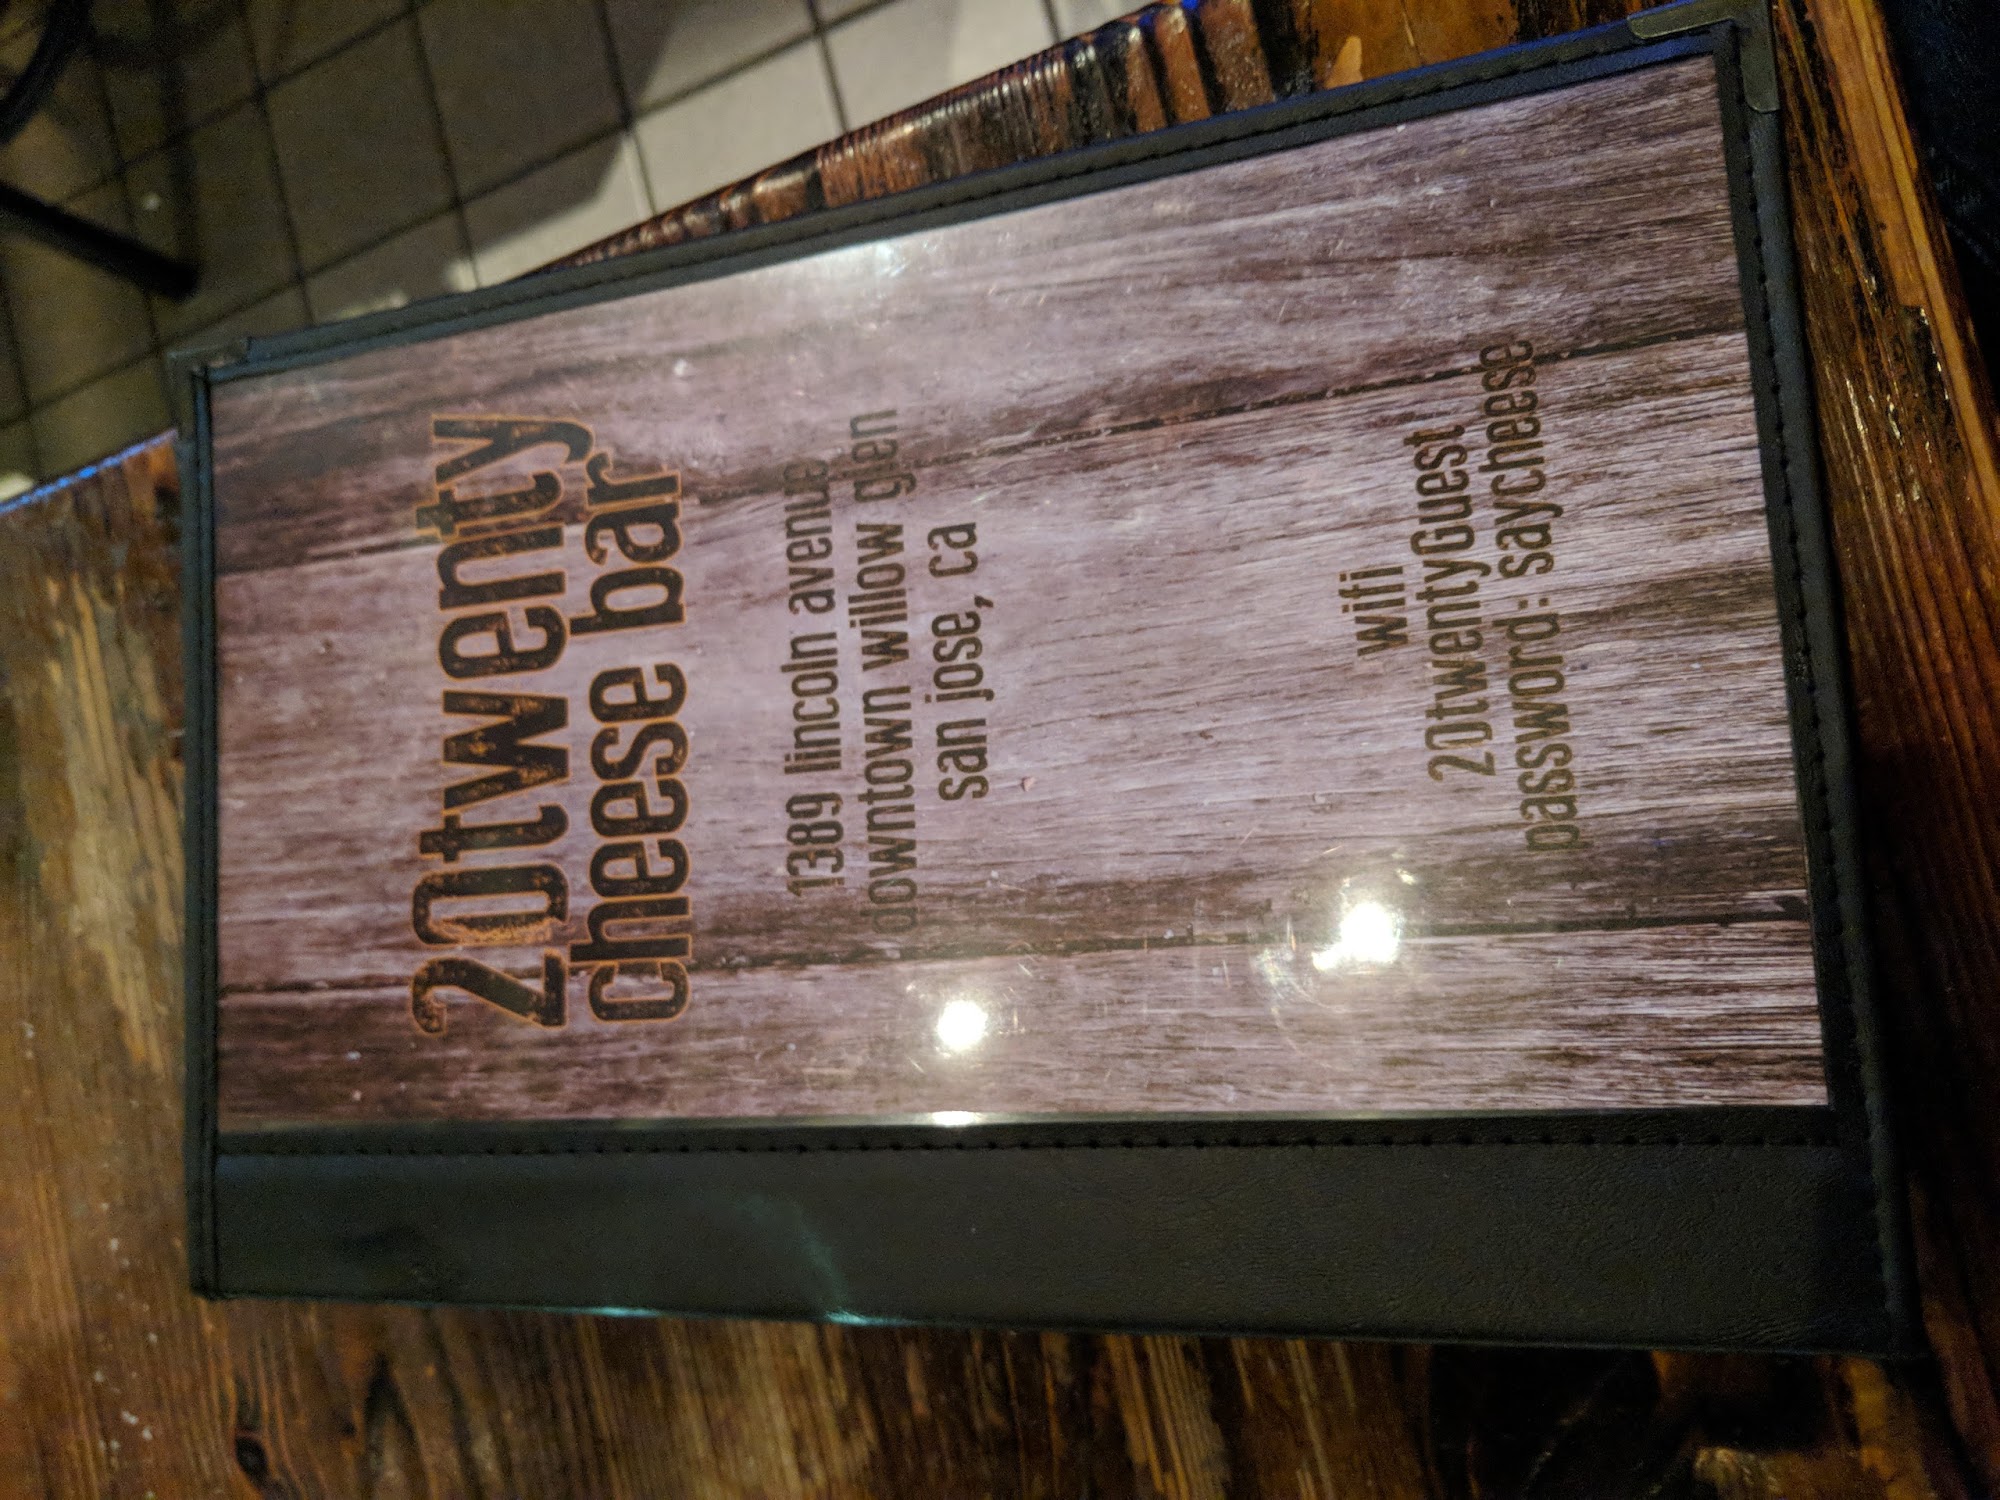 20twenty
cheese bar
1389 lincoln avenue
downtown willow glen
san jose, ca
wifi
20twentyGuest
password: saycheese